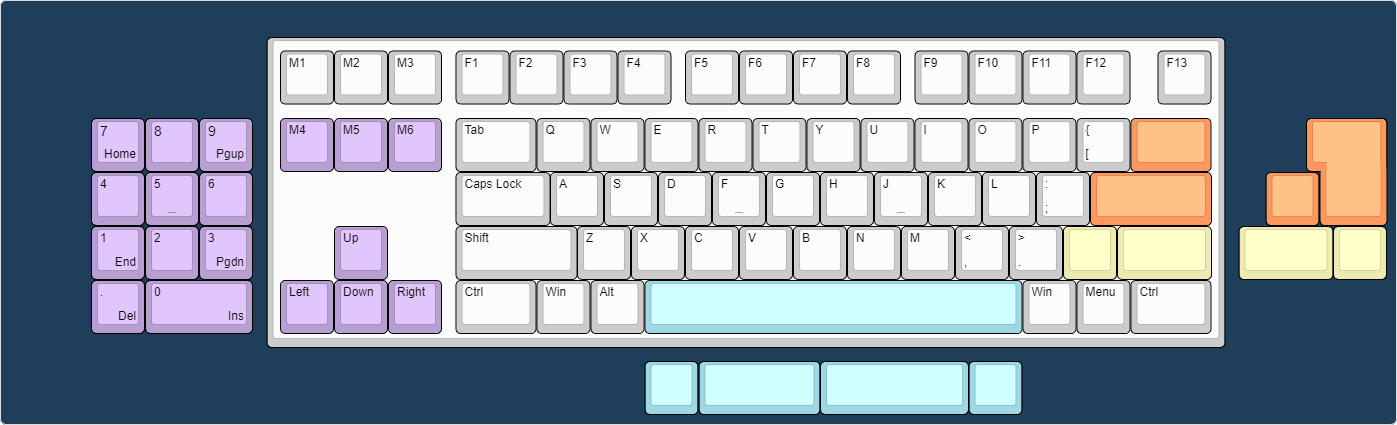 M1 M2 M3 F1 F2 F3 F4 F5 F6 F7 F8 F9 F10 F11 F12 F13
7 8 9 M4 M5 M6 Tab Q W E R T Y U I O P {
Home Pgup [
4 5 6 Caps Lock A S D F G H J K L :
_ _ _ ;
1 2 3 Up Shift Z X C V B N M < >
End Pgdn , .
. 0 Left Down Right Ctrl Win Alt Win Menu Ctrl
Del Ins